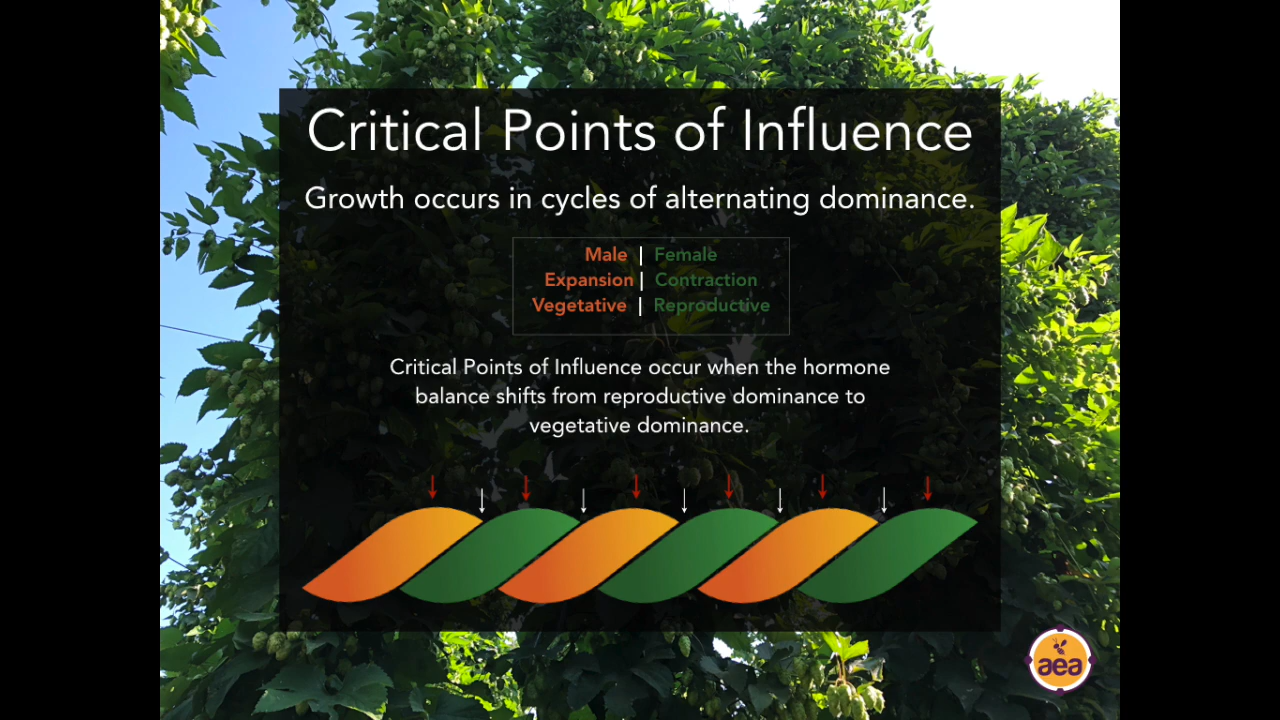 Critical Points of Influence
Growth occurs in cycles of alternating dominance.
Male | Female
Expansion | Contraction
Vegetative | Reproductive
Critical Points of Influence occur when the hormone
balance shifts from reproductive dominance to
vegetative dominance.
aea